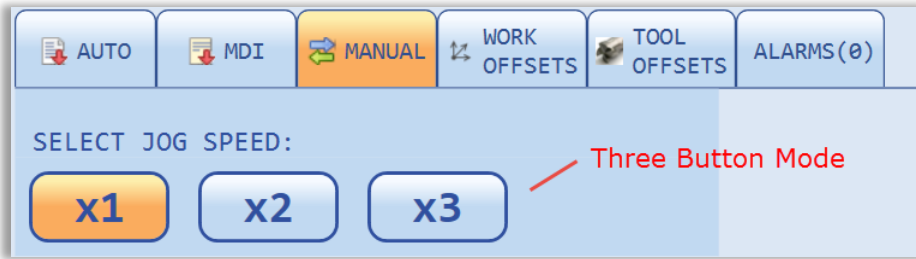 AUTO
MDI
MANUAL
WORK
OFFSETS
TOOL
OFFSETS
ALARMS(0)
SELECT JOG SPEED:
Three Button Mode
x1 x2 x3